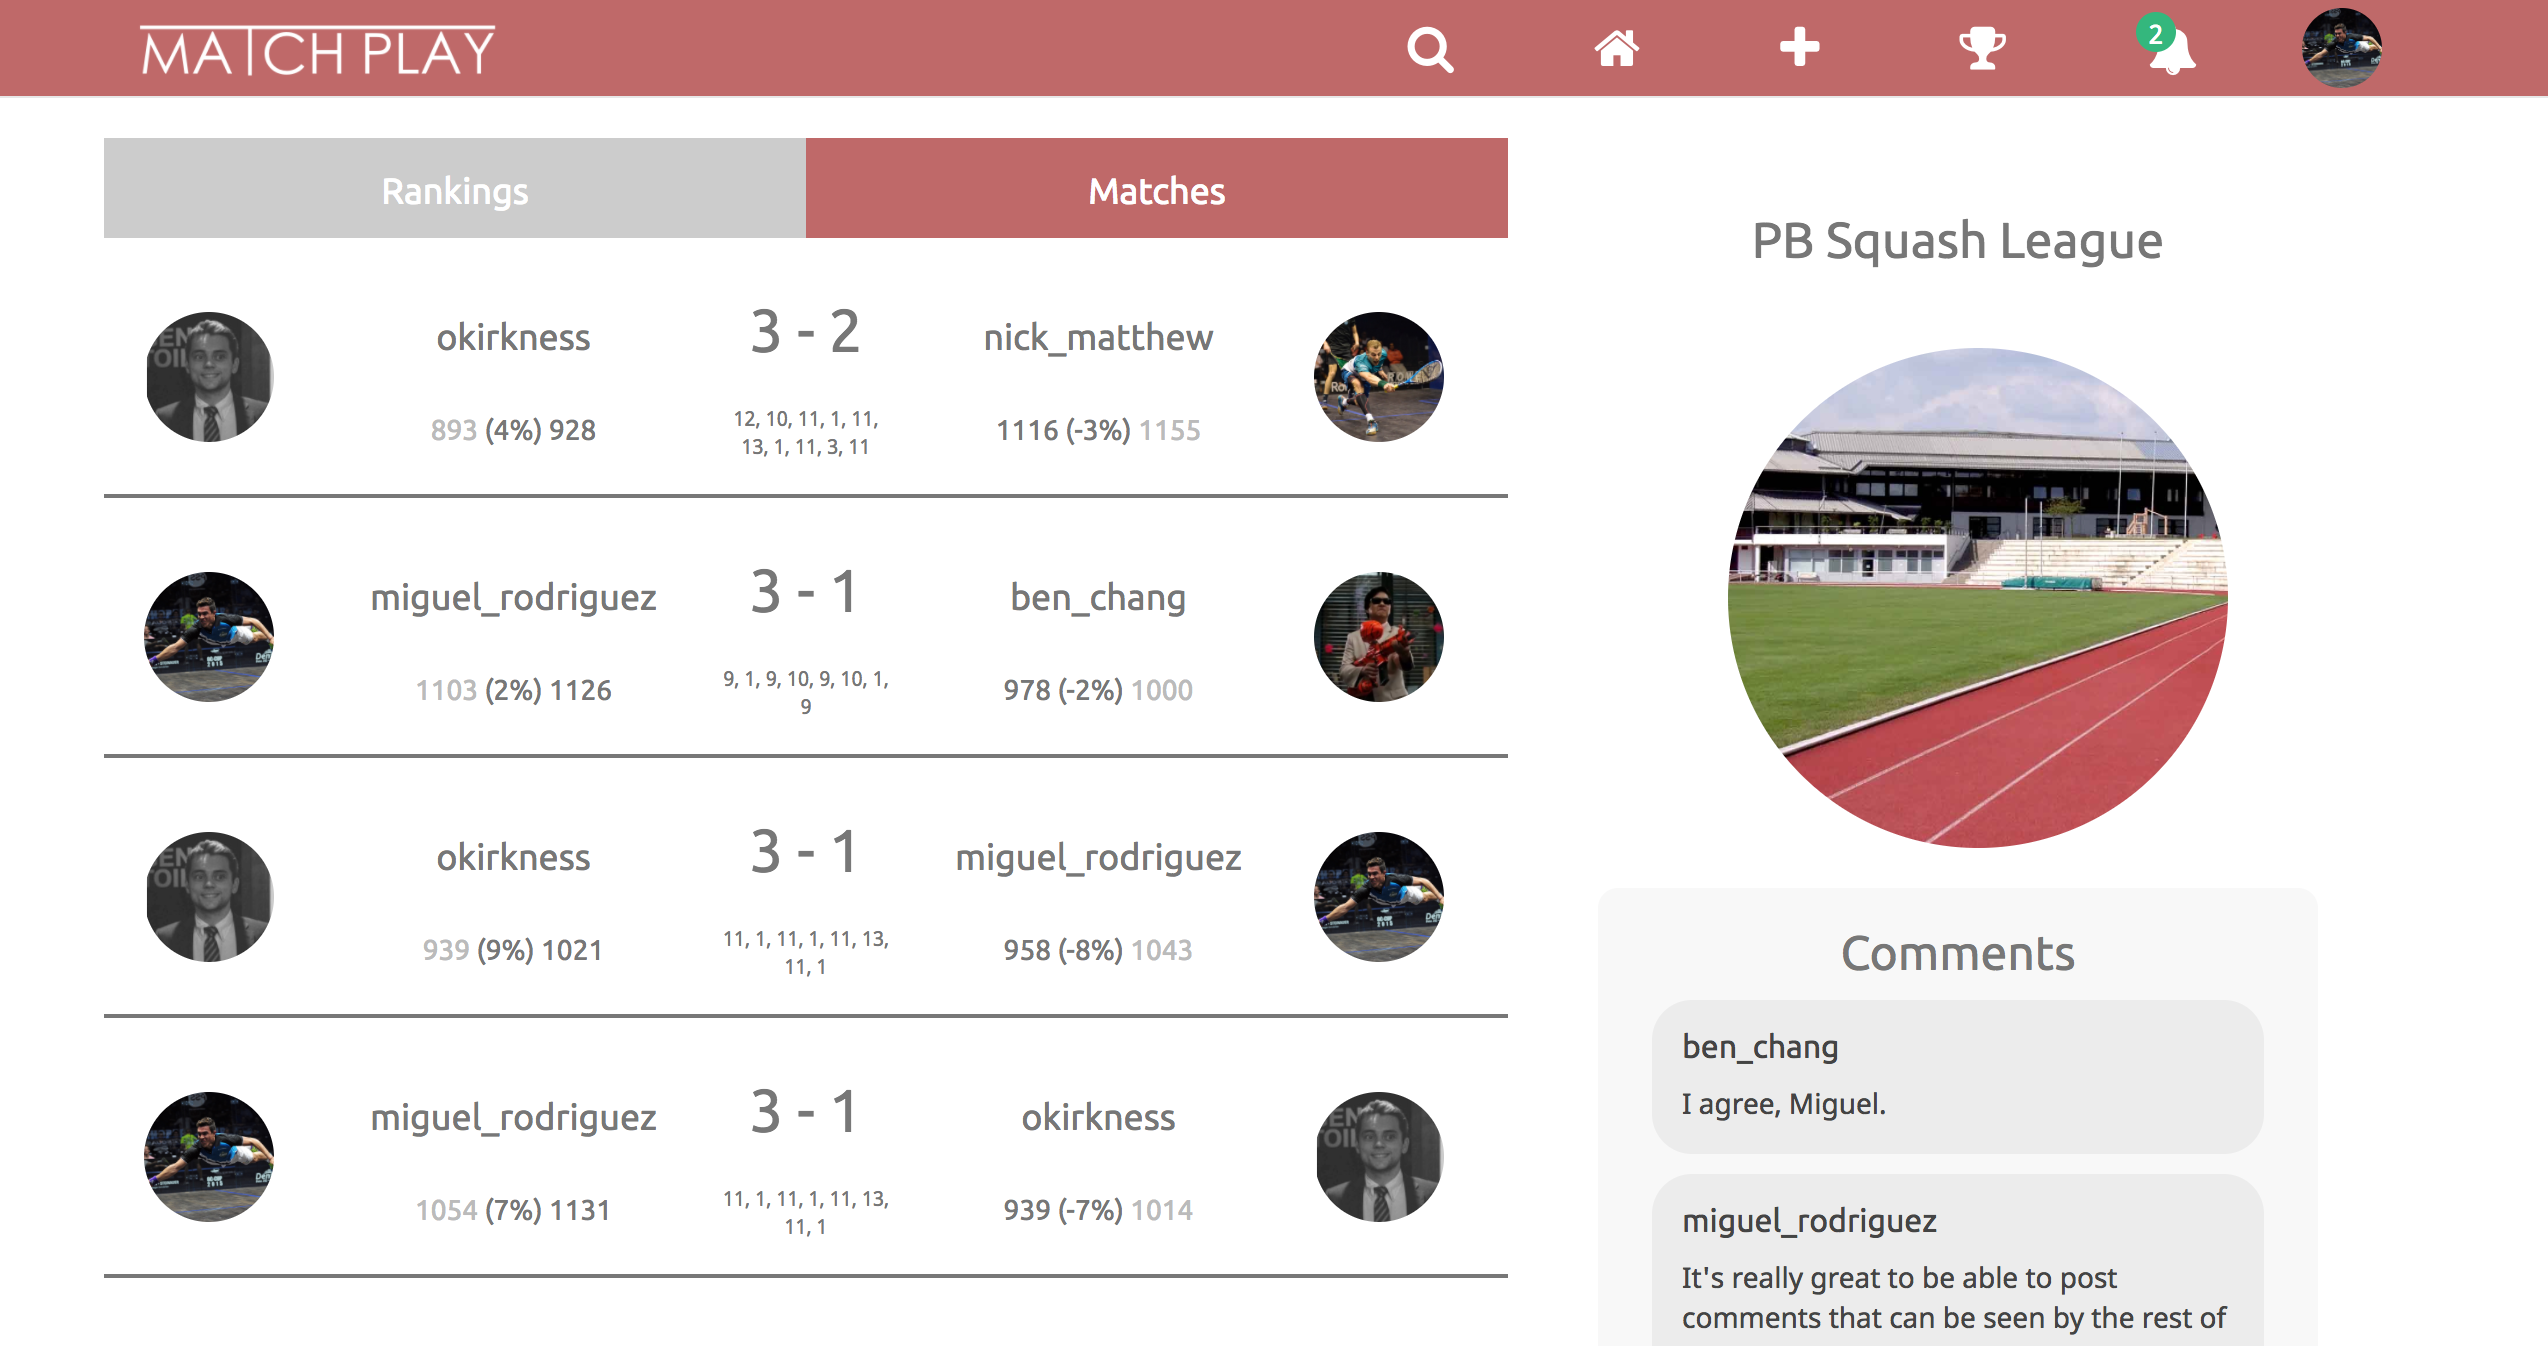 MATCH PLAY
2
Rankings
Matches
okirkness
3 - 2
nick_matthew
893 (4%) 928
12, 10, 11, 1, 11,
13, 1, 11, 3, 11
1116 (-3%) 1155
miguel_rodriguez
3 - 1
ben_chang
1103 (2%) 1126
9, 1, 9, 10, 9, 10, 1,
9
978 (-2%) 1000
okirkness
3 - 1
miguel_rodriguez
939 (9%) 1021
11, 1, 11, 1, 11, 13,
11, 1
958 (-8%) 1043
miguel_rodriguez
3 - 1
okirkness
1054 (7%) 1131
11, 1, 11, 1, 11, 13,
11, 1
939 (-7%) 1014
PB Squash League
Comments
ben_chang
I agree, Miguel.
miguel_rodriguez
It's really great to be able to post
comments that can be seen by the rest of